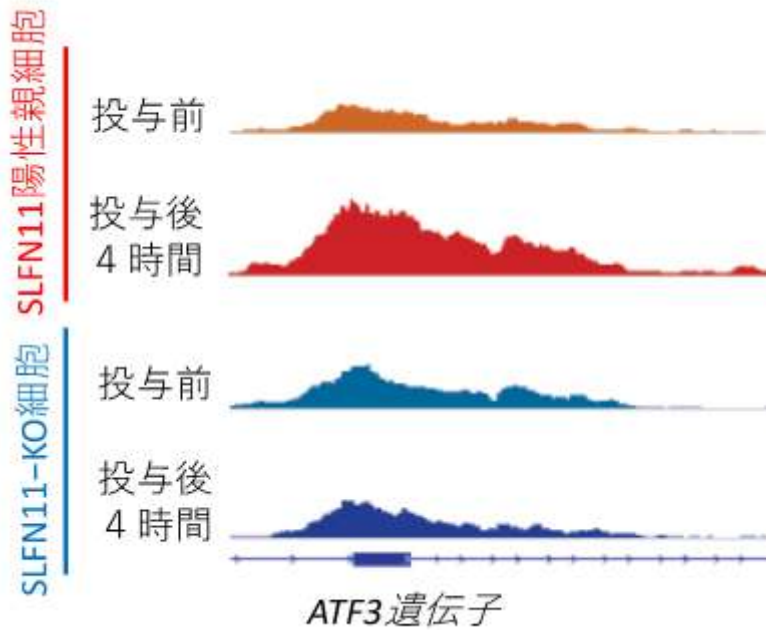 SLFN11陽性親細胞
投与前
投与後
4時間
SLFN11-KO細胞
投与前
投与後
4時間
ATF3遺伝子